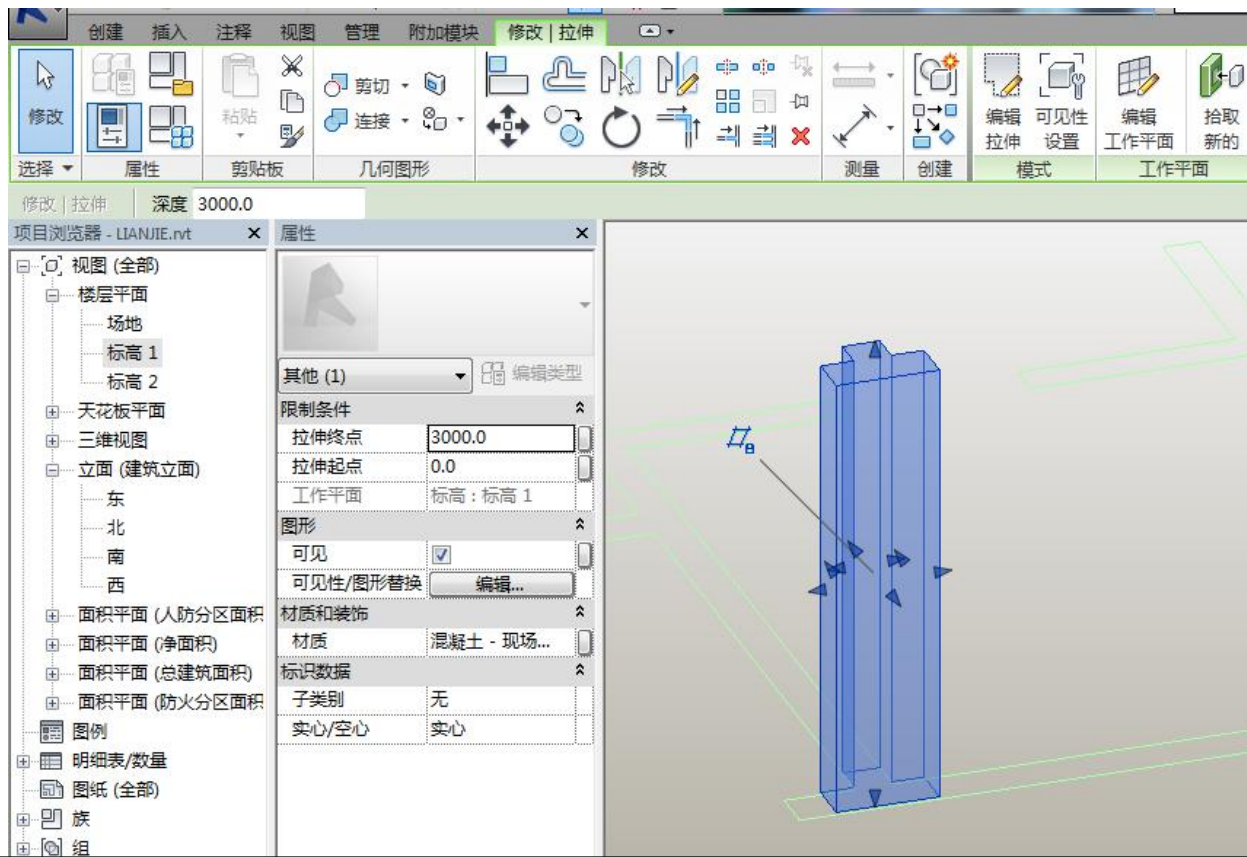 创建 插入 注释 视图 管理 附加模块 修改 | 拉伸
修改 粘贴 剪切 连接 编辑拉伸 可见性设置 编辑工作平面 拾取新的
选择 属性 剪贴板 几何图形 修改 测量 创建 模式 工作平面
修改 | 拉伸 深度 3000.0
项目浏览器 - LIANJIE.rvt
视图 (全部)
楼层平面
场地
标高 1
标高 2
天花板平面
三维视图
立面 (建筑立面)
东
北
南
西
面积平面 (人防分区面积
面积平面 (净面积)
面积平面 (总建筑面积)
面积平面 (防火分区面积
图例
明细表/数量
图纸 (全部)
族
组
属性
其他 (1) 编辑类型
限制条件
拉伸终点 3000.0
拉伸起点 0.0
工作平面 标高 : 标高 1
图形
可见
可见性/图形替换 编辑...
材质和装饰
材质 混凝土 - 现场...
标识数据
子类别 无
实心/空心 实心